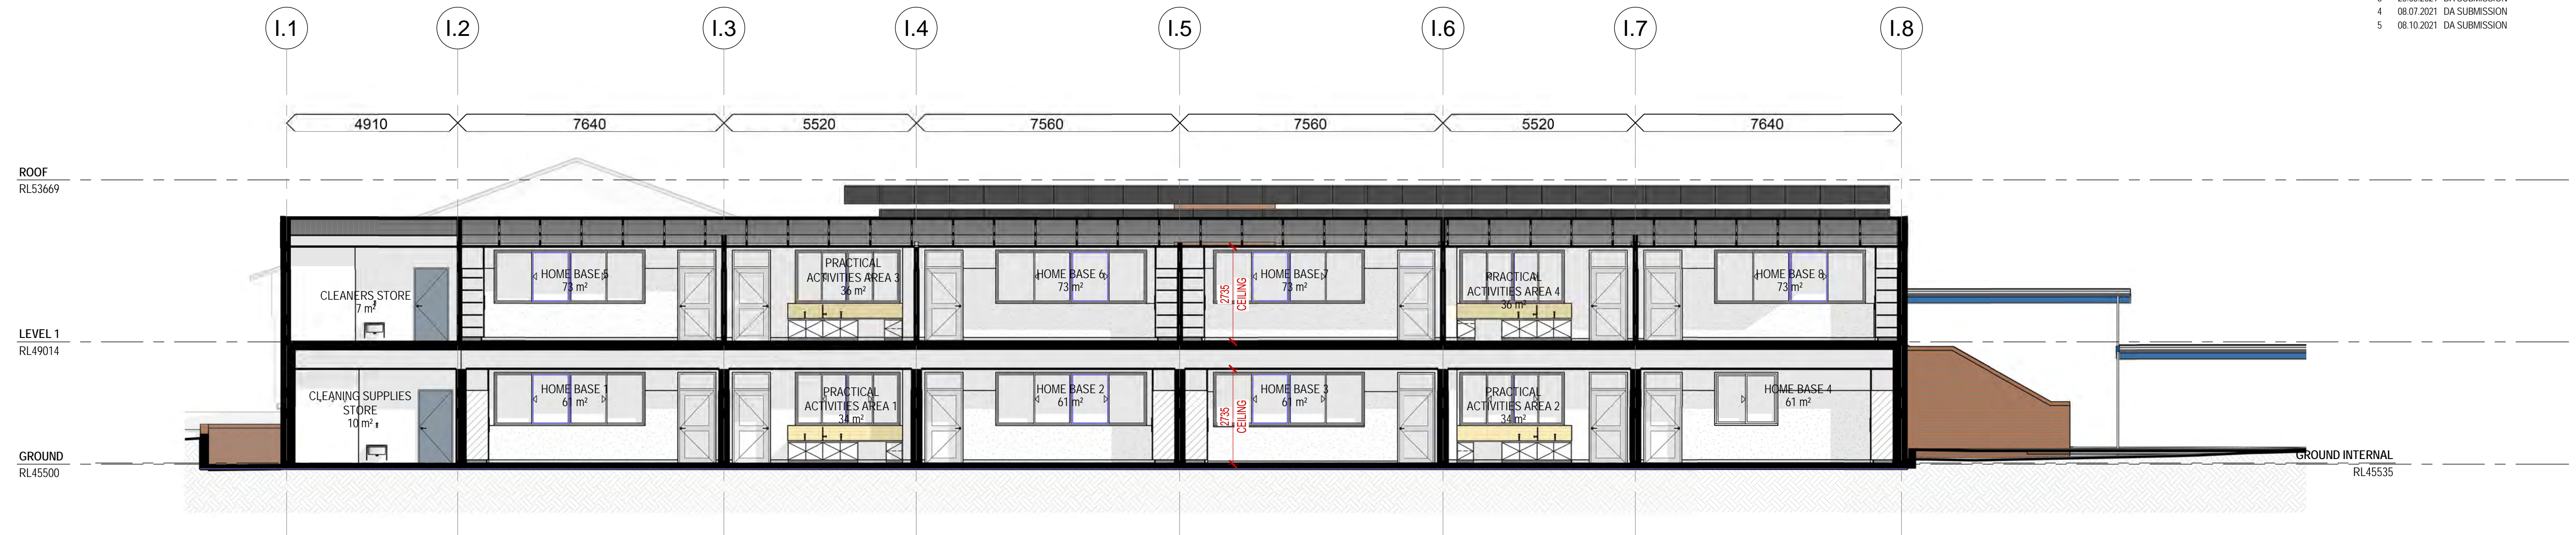 I.1
I.2
I.3
I.4
I.5
I.6
I.7
I.8
4 08.07.2021 DA SUBMISSION
5 08.10.2021 DA SUBMISSION
4910
7640
5520
7560
7560
5520
7640
ROOF
RL53669
HOME BASE 5
73 m²
PRACTICAL
ACTIVITIES AREA 3
36 m²
HOME BASE 6
73 m²
HOME BASE 7
73 m²
PRACTICAL
ACTIVITIES AREA 4
36 m²
HOME BASE 8
73 m²
CLEANERS STORE
7 m²
2735
CEILING
LEVEL 1
RL49014
HOME BASE 1
61 m²
PRACTICAL
ACTIVITIES AREA 1
34 m²
HOME BASE 2
61 m²
HOME BASE 3
61 m²
PRACTICAL
ACTIVITIES AREA 2
34 m²
HOME BASE 4
61 m²
CLEANING SUPPLIES
STORE
10 m²
2735
CEILING
GROUND
RL45500
GROUND INTERNAL
RL45535